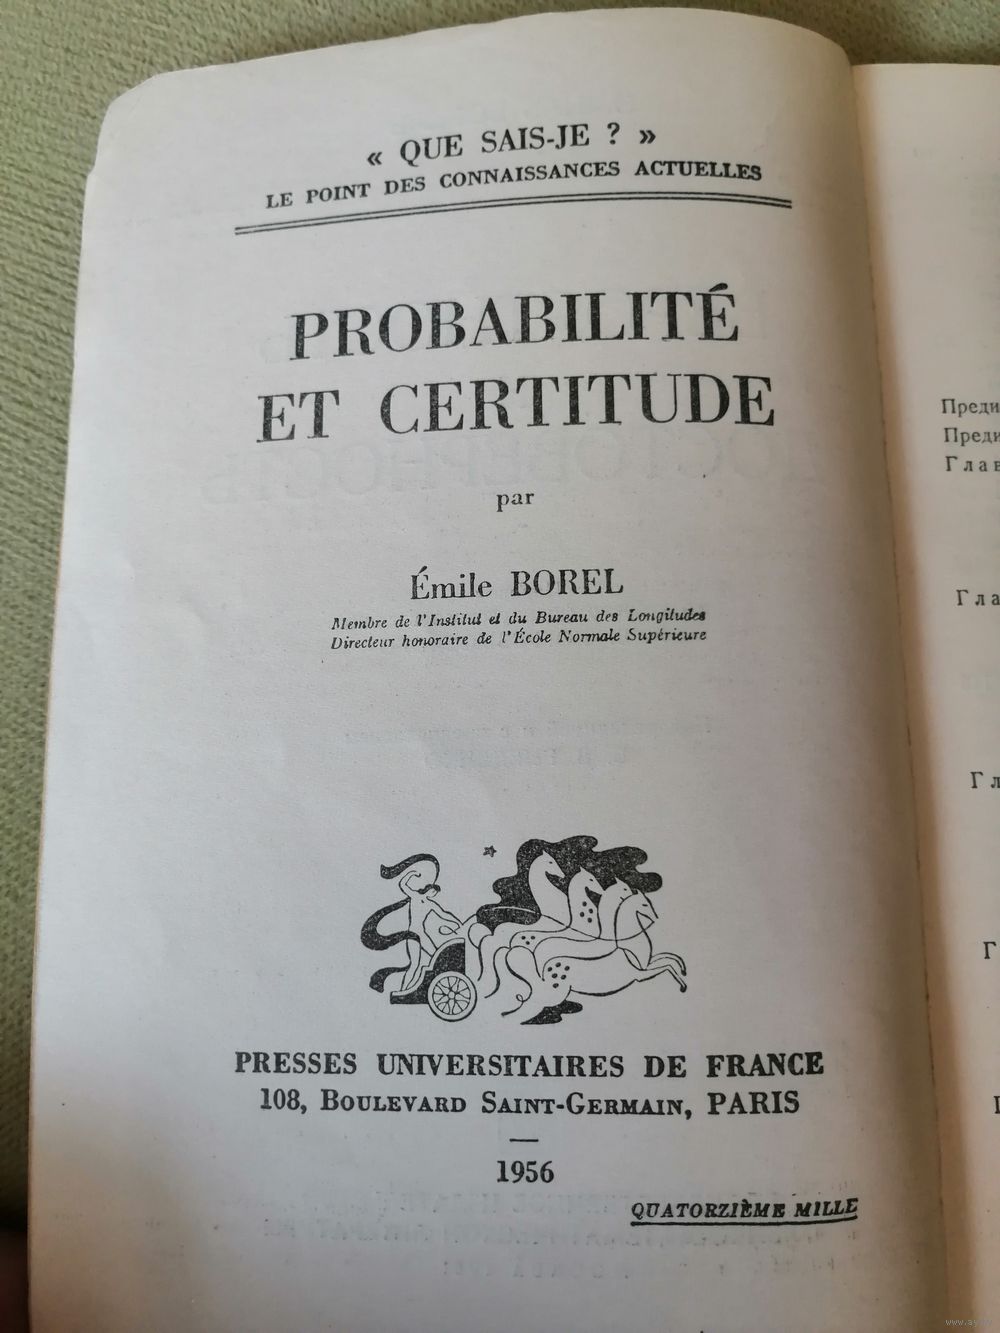 « QUE SAIS-JE ? »
LE POINT DES CONNAISSANCES ACTUELLES
PROBABILITÉ
ET CERTITUDE
par
Émile BOREL
Membre de l'Institut et du Bureau des Longitudes
Directeur honoraire de l'École Normale Supérieure
PRESSES UNIVERSITAIRES DE FRANCE
108, BOULEVARD SAINT-GERMAIN, PARIS
1956
QUATORZIÈME MILLE